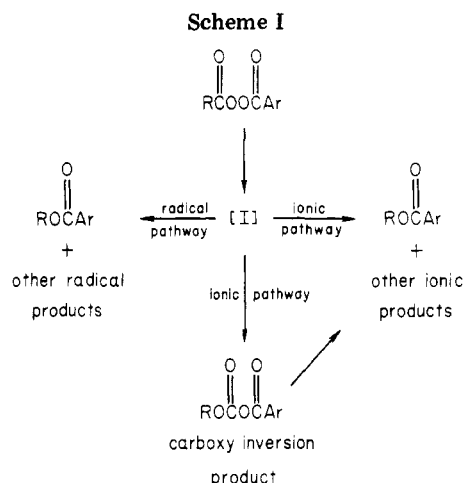 Scheme I
O O
RCOOCAr
O
ROCAr
+
other radical
products
radical
pathway
[I]
ionic
pathway
O
ROCAr
+
other ionic
products
ionic pathway
O O
ROCOCAr
carboxy inversion
product